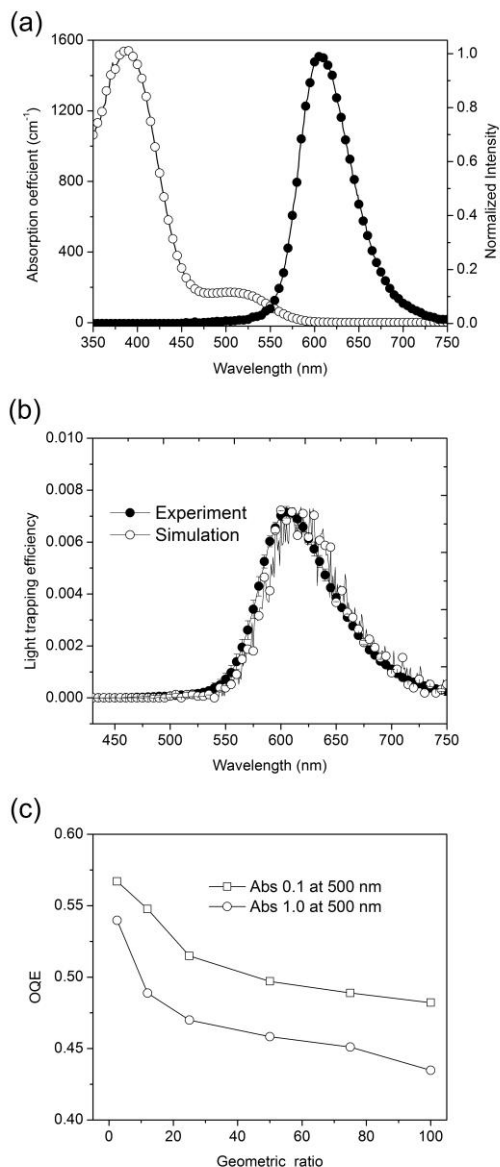 (a)
1600
1200
800
400
0
Absorption oeffcient (cm⁻¹)
1.0
0.8
0.6
0.4
0.2
0.0
Normalized Intensity
350 400 450 500 550 600 650 700 750
Wavelength (nm)
(b)
0.010
0.008
0.006
0.004
0.002
0.000
Light trapping efficiency
Experiment
Simulation
450 500 550 600 650 700 750
Wavelength (nm)
(c)
0.60
0.55
0.50
0.45
0.40
OQE
Abs 0.1 at 500 nm
Abs 1.0 at 500 nm
0 20 40 60 80 100
Geometric ratio